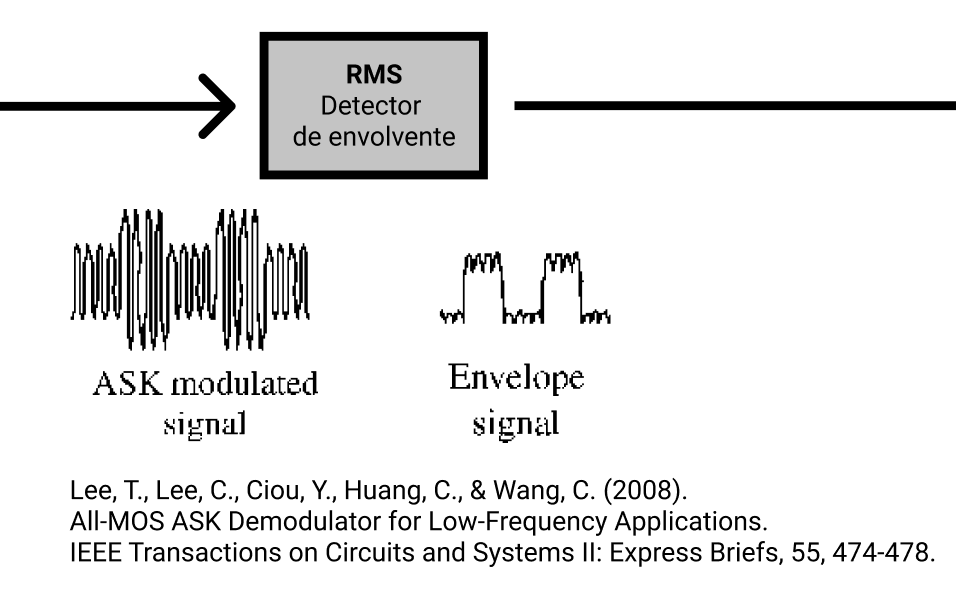 RMS
Detector
de envolvente
ASK modulated
signal
Envelope
signal
Lee, T., Lee, C., Ciou, Y., Huang, C., & Wang, C. (2008).
All-MOS ASK Demodulator for Low-Frequency Applications.
IEEE Transactions on Circuits and Systems II: Express Briefs, 55, 474-478.